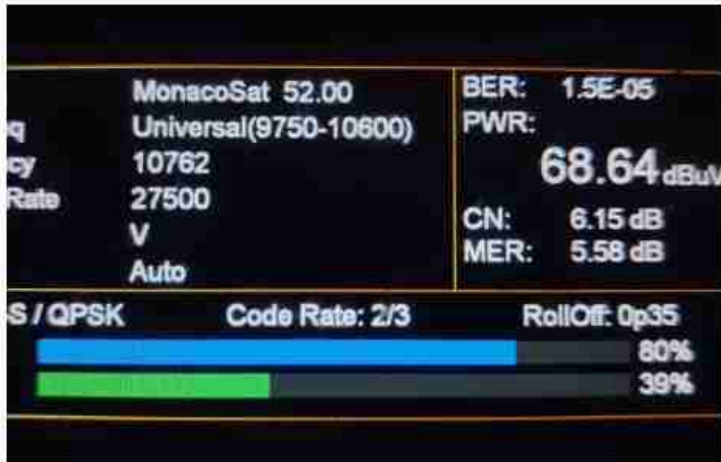 MonacoSat 52.00
q Universal(9750-10600)
cy 10762
Rate 27500
V
Auto
BER: 1.5E-05
PWR:
68.64 dBuV
CN: 6.15 dB
MER: 5.58 dB
S / QPSK Code Rate: 2/3 RollOff: 0p35
80%
39%